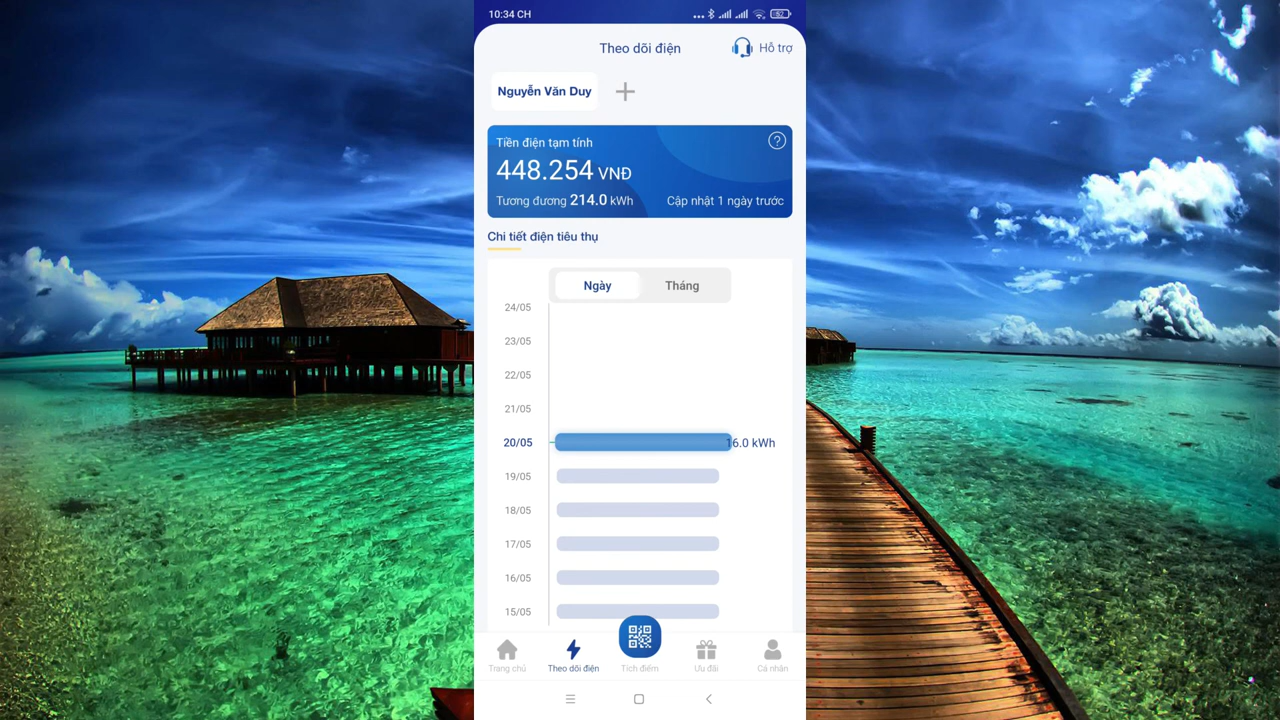 10:34 CH
Theo dõi điện
Hỗ trợ
Nguyễn Văn Duy
Tiền điện tạm tính
448.254 VNĐ
Tương đương 214.0 kWh
Cập nhật 1 ngày trước
Chi tiết điện tiêu thụ
Ngày
Tháng
24/05
23/05
22/05
21/05
20/05
16.0 kWh
19/05
18/05
17/05
16/05
15/05
Trang chủ
Theo dõi điện
Tích điểm
Ưu đãi
Cá nhân